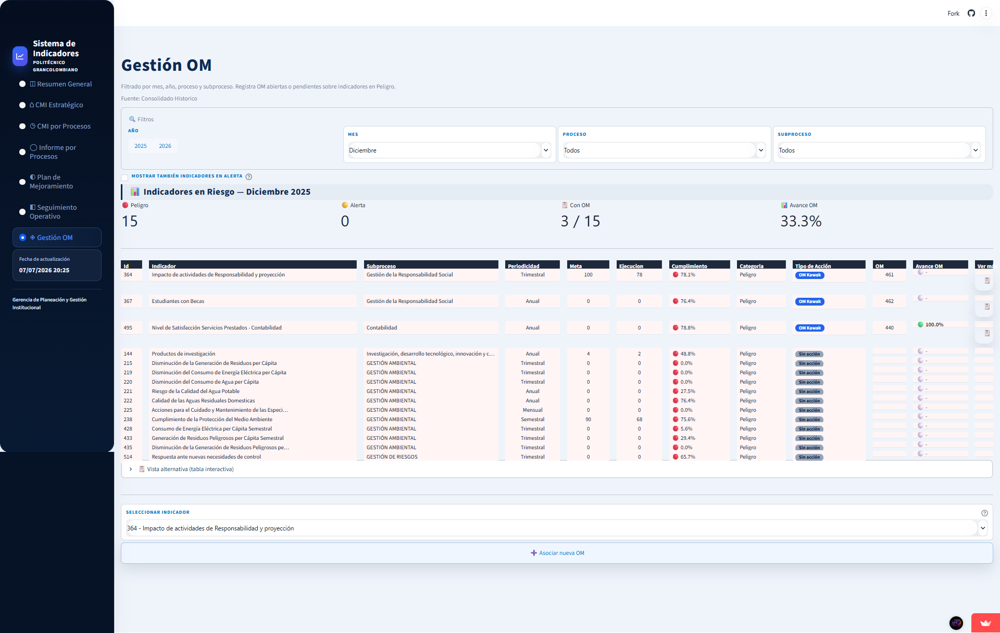 Fork
Sistema de
Indicadores
POLITÉCNICO
GRANCOLOMBIANO
Resumen General
CMI Estratégico
CMI por Procesos
Informe por
Procesos
Plan de
Mejoramiento
Seguimiento
Operativo
Gestión OM
Fecha de actualización
07/07/2026 20:25
Gerencia de Planeación y Gestión
Institucional
Gestión OM
Filtrado por mes, año, proceso y subproceso. Registra OM abiertas o pendientes sobre indicadores en Peligro.
Fuente: Consolidado Historico
Filtros
AÑO
2025 2026
MES
Diciembre
PROCESO
Todos
SUBPROCESO
Todos
MOSTRAR TAMBIÉN INDICADORES EN ALERTA
Indicadores en Riesgo — Diciembre 2025
Peligro
15
Alerta
0
Con OM
3 / 15
Avance OM
33.3%
Id Indicador Subproceso Periodicidad Meta Ejecucion Cumplimiento Categoria Tipo de Acción OM Avance OM Ver má
364 Impacto de actividades de Responsabilidad y proyección Gestión de la Responsabilidad Social Trimestral 100 78 78.1% Peligro OM Kawak 461 -
367 Estudiantes con Becas Gestión de la Responsabilidad Social Anual 0 0 76.4% Peligro OM Kawak 462 -
495 Nivel de Satisfacción Servicios Prestados - Contabilidad Contabilidad Anual 0 0 78.8% Peligro OM Kawak 440 100.0%
144 Productos de investigación Investigación, desarrollo tecnológico, innovación y c... Anual 4 2 48.8% Peligro Sin acción -
215 Disminución de la Generación de Residuos per Cápita GESTIÓN AMBIENTAL Trimestral 0 0 0.0% Peligro Sin acción -
219 Disminución del Consumo de Energía Eléctrica per Cápita GESTIÓN AMBIENTAL Trimestral 0 0 0.0% Peligro Sin acción -
220 Disminución del Consumo de Agua per Cápita GESTIÓN AMBIENTAL Trimestral 0 0 0.0% Peligro Sin acción -
221 Riesgo de la Calidad del Agua Potable GESTIÓN AMBIENTAL Anual 0 0 27.5% Peligro Sin acción -
222 Calidad de las Aguas Residuales Domesticas GESTIÓN AMBIENTAL Anual 0 0 76.4% Peligro Sin acción -
225 Acciones para el Cuidado y Mantenimiento de las Especi... GESTIÓN AMBIENTAL Mensual 0 0 0.0% Peligro Sin acción -
238 Cumplimiento de la Protección del Medio Ambiente GESTIÓN AMBIENTAL Semestral 90 68 75.6% Peligro Sin acción -
428 Consumo de Energía Eléctrica per Cápita Semestral GESTIÓN AMBIENTAL Trimestral 0 0 5.6% Peligro Sin acción -
433 Generación de Residuos Peligrosos per Cápita Semestral GESTIÓN AMBIENTAL Trimestral 0 0 29.4% Peligro Sin acción -
435 Disminución de la Generación de Residuos Peligrosos pe... GESTIÓN AMBIENTAL Trimestral 0 0 0.0% Peligro Sin acción -
514 Respuesta ante nuevas necesidades de control GESTIÓN DE RIESGOS Trimestral 0 0 65.7% Peligro Sin acción -
Vista alternativa (tabla interactiva)
SELECCIONAR INDICADOR
364 - Impacto de actividades de Responsabilidad y proyección
Asociar nueva OM